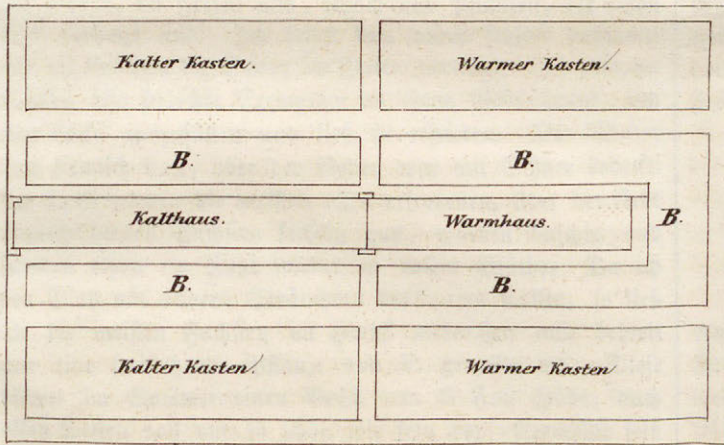 Kalter Kasten.
Warmer Kasten.
B.
B.
Kalthaus.
Warmhaus.
B.
B.
B.
Kalter Kasten.
Warmer Kasten.